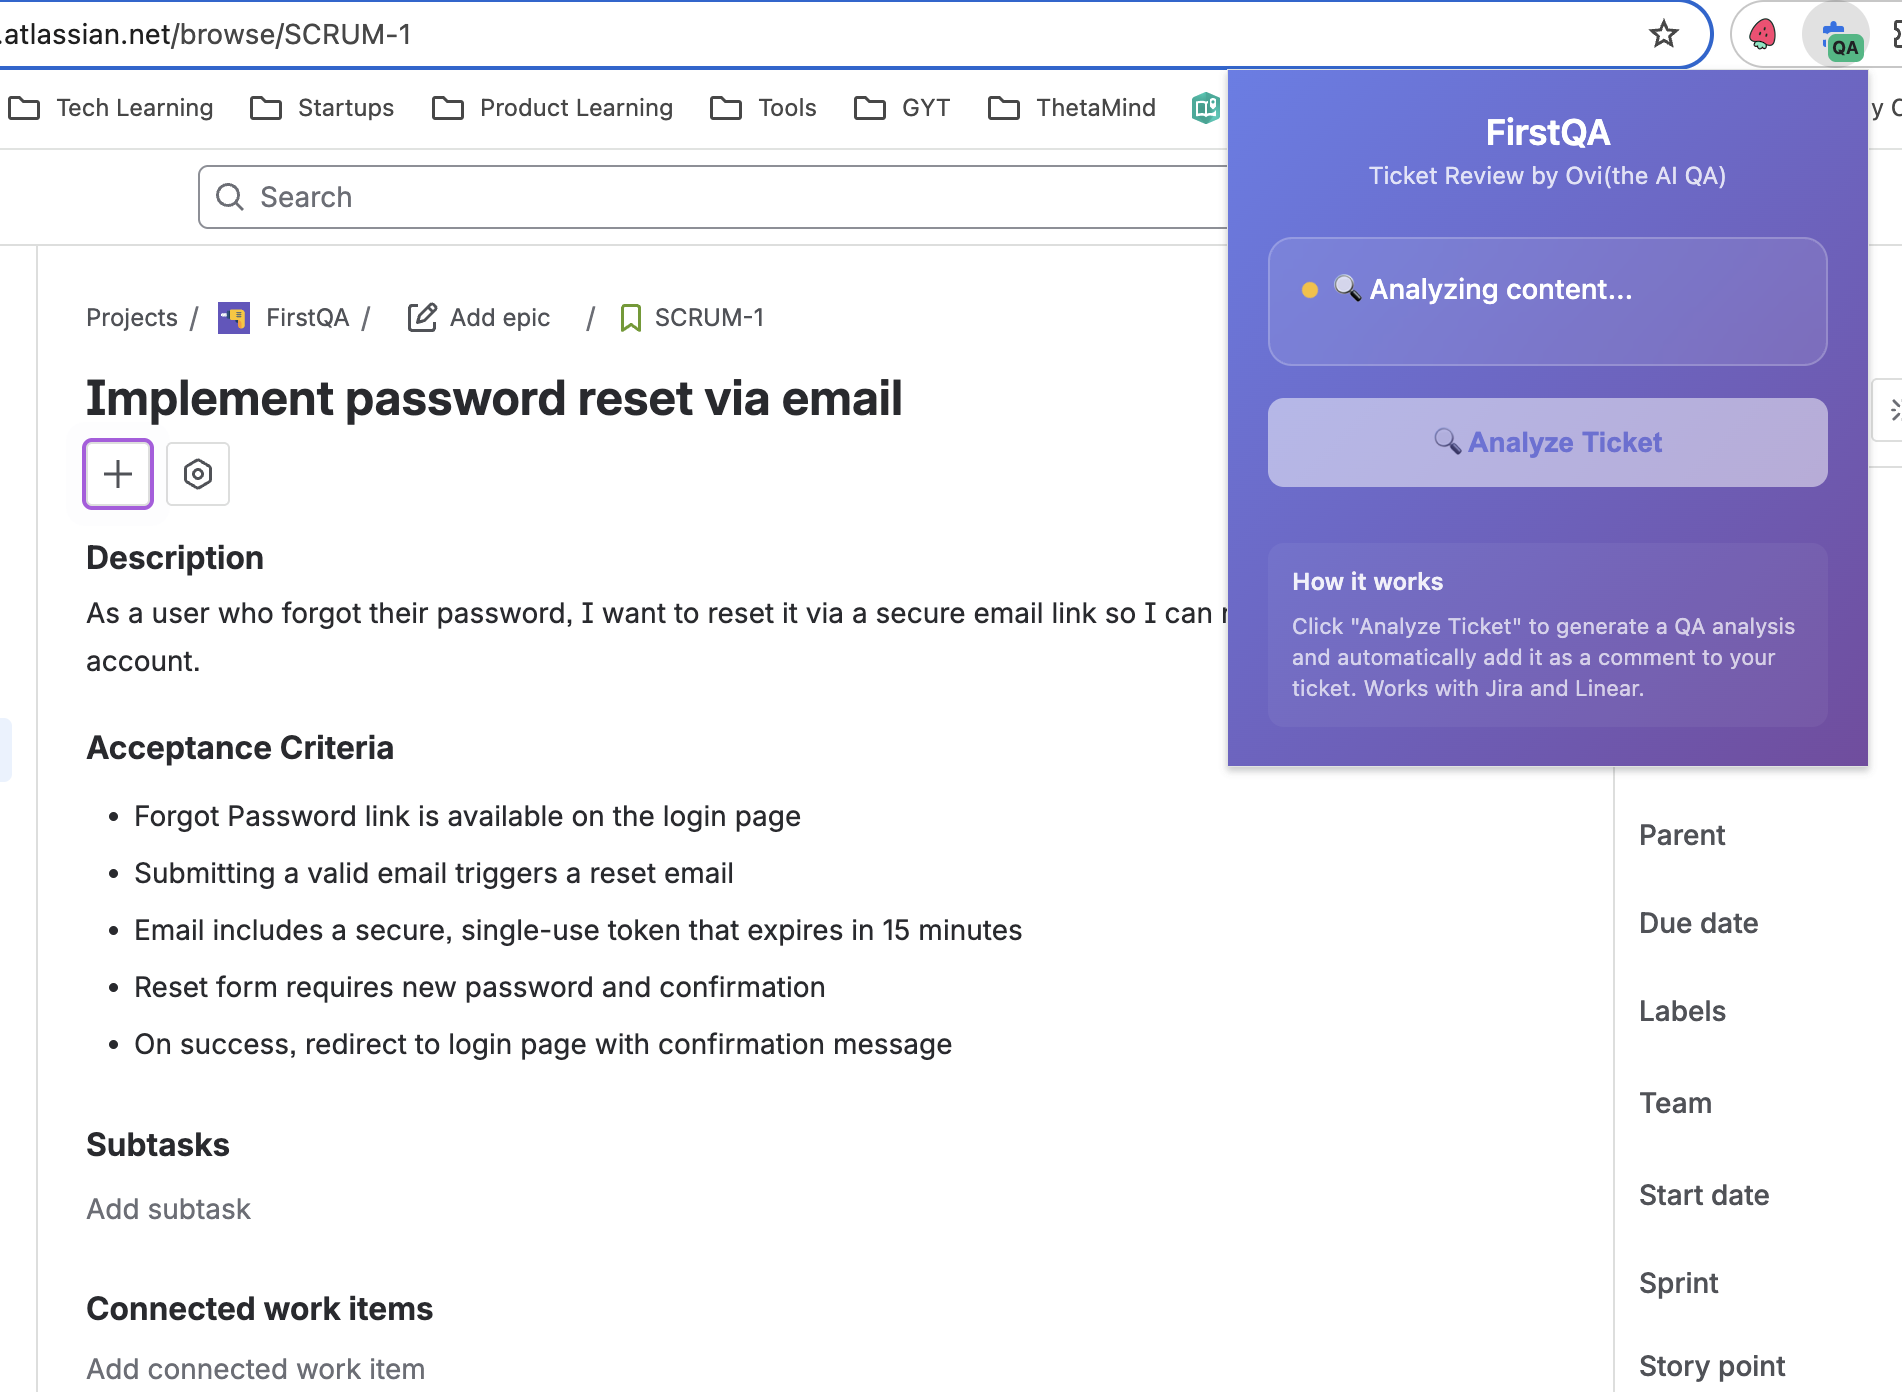 .atlassian.net/browse/SCRUM-1
QA
Tech Learning
Startups
Product Learning
Tools
GYT
ThetaMind
Search
FirstQA
Ticket Review by Ovi(the AI QA)
Analyzing content...
Analyze Ticket
How it works
Click "Analyze Ticket" to generate a QA analysis
and automatically add it as a comment to your
ticket. Works with Jira and Linear.
Projects / FirstQA / Add epic / SCRUM-1
Implement password reset via email
Description
As a user who forgot their password, I want to reset it via a secure email link so I can
account.
Acceptance Criteria
• Forgot Password link is available on the login page
• Submitting a valid email triggers a reset email
• Email includes a secure, single-use token that expires in 15 minutes
• Reset form requires new password and confirmation
• On success, redirect to login page with confirmation message
Subtasks
Add subtask
Connected work items
Add connected work item
Parent
Due date
Labels
Team
Start date
Sprint
Story point